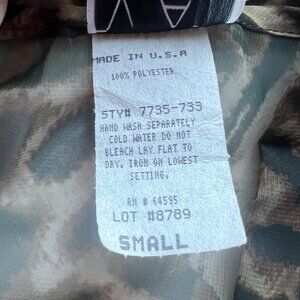 MADE IN U.S.A
100% POLYESTER
STY# 7735-733
HAND WASH SEPARATELY
COLD WATER DO NOT
BLEACH LAY FLAT TO
DRY. IRON ON LOWEST
SETTING.
RN # 64595
LOT #8789
SMALL